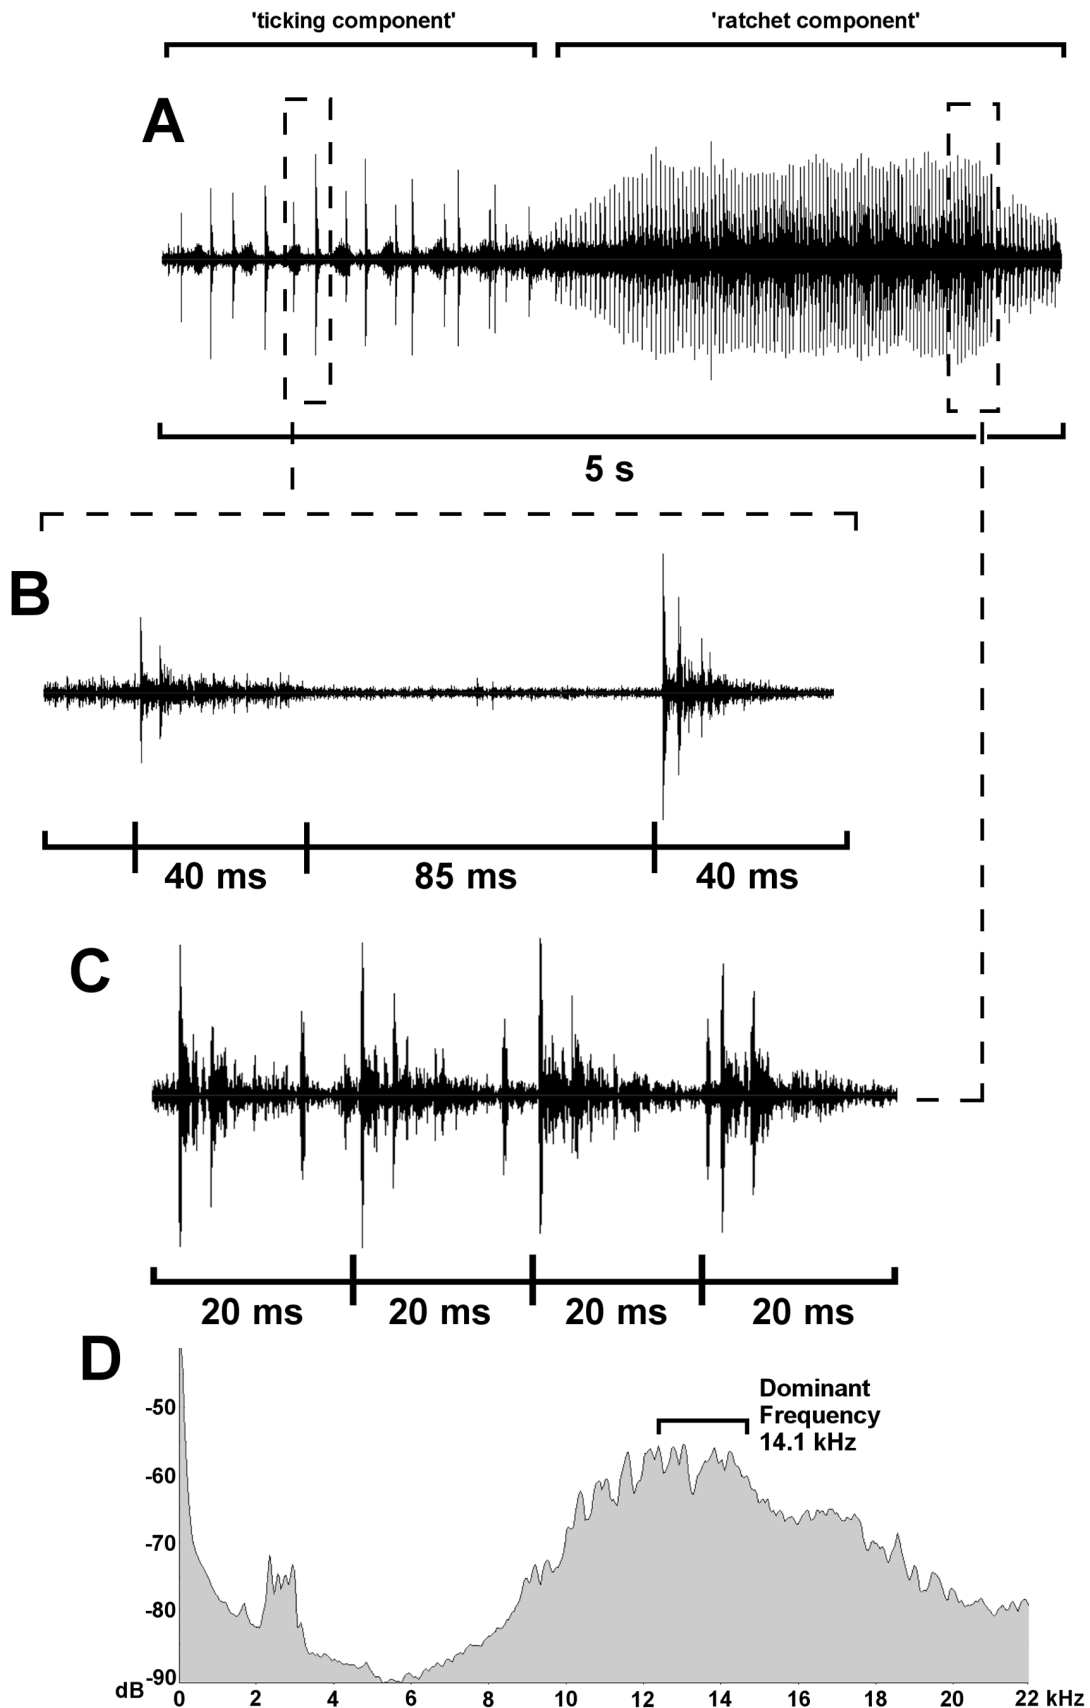 'ticking component' 'ratchet component'
A
5 s
B
40 ms 85 ms 40 ms
C
20 ms 20 ms 20 ms 20 ms
D
Dominant
Frequency
14.1 kHz
-50
-60
-70
-80
dB -90
0 2 4 6 8 10 12 14 16 18 20 22 kHz